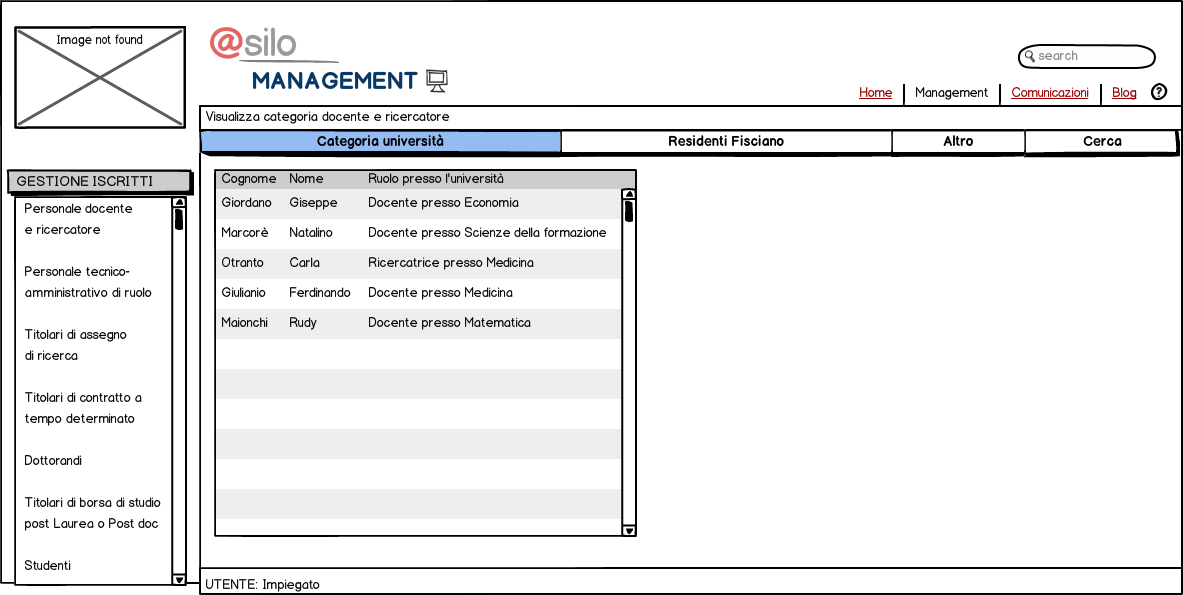 Image not found
@silo
MANAGEMENT
search
Home
Management
Comunicazioni
Blog
?
Visualizza categoria docente e ricercatore
Categoria università
Residenti Fisciano
Altro
Cerca
GESTIONE ISCRITTI
Personale docente
e ricercatore
Personale tecnico-
amministrativo di ruolo
Titolari di assegno
di ricerca
Titolari di contratto a
tempo determinato
Dottorandi
Titolari di borsa di studio
post Laurea o Post doc
Studenti
Cognome Nome Ruolo presso l'università
Giordano Giseppe Docente presso Economia
Marcorè Natalino Docente presso Scienze della formazione
Otranto Carla Ricercatrice presso Medicina
Giulianio Ferdinando Docente presso Medicina
Maionchi Rudy Docente presso Matematica
UTENTE: Impiegato